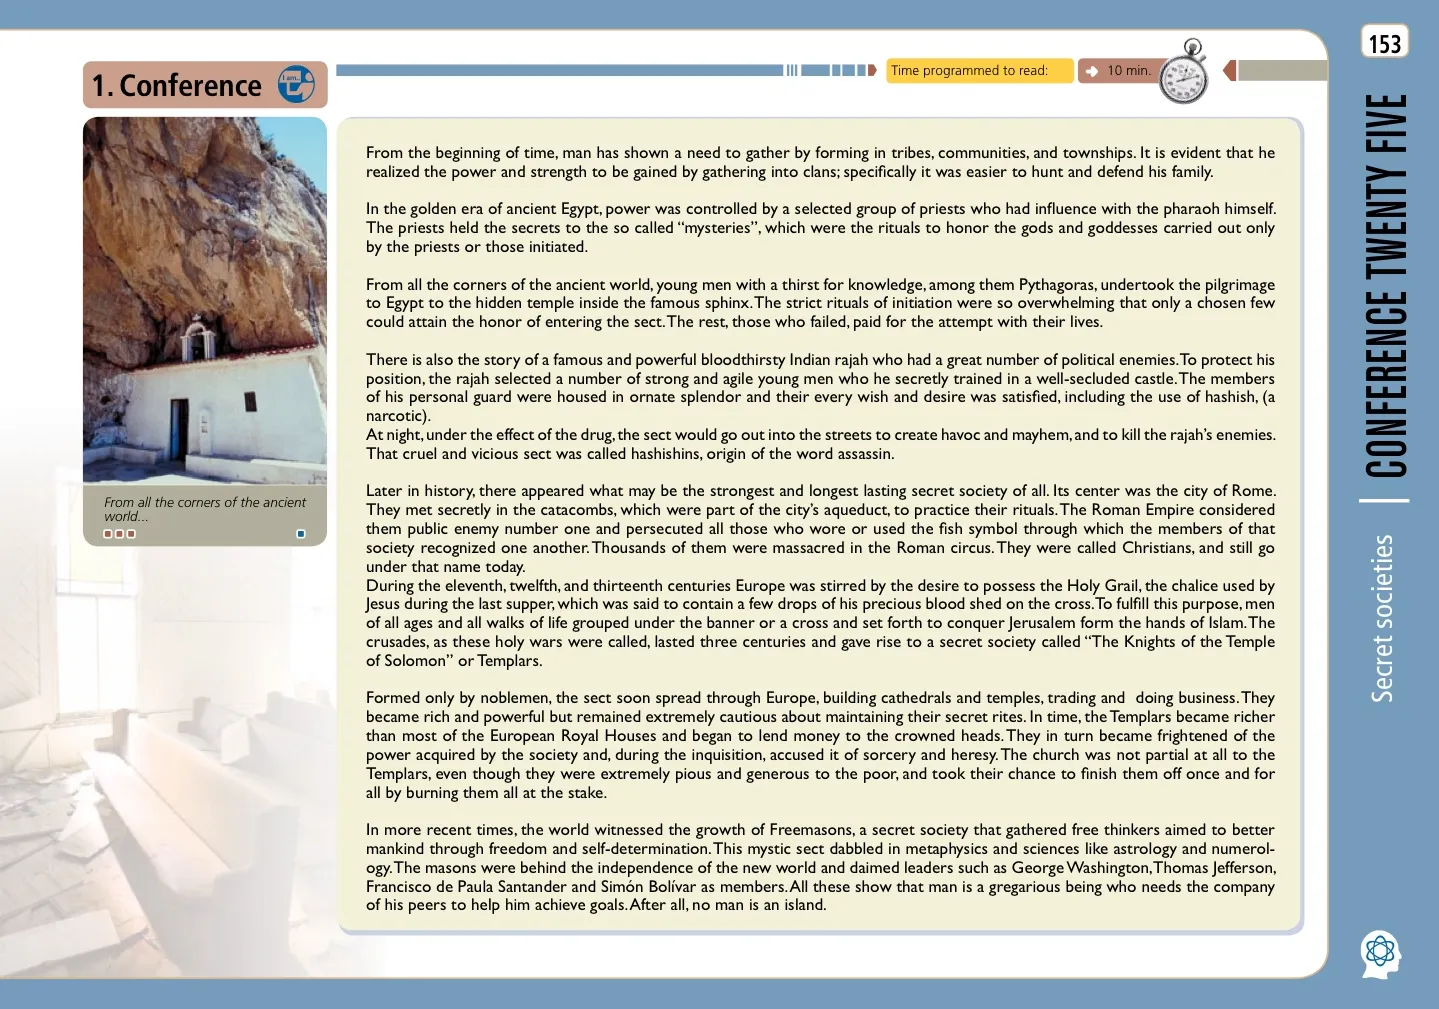 153
1. Conference
I am...
Time programmed to read:
10 min.
From the beginning of time, man has shown a need to gather by forming in tribes, communities, and townships. It is evident that he
realized the power and strength to be gained by gathering into clans; specifically it was easier to hunt and defend his family.
In the golden era of ancient Egypt, power was controlled by a selected group of priests who had influence with the pharaoh himself.
The priests held the secrets to the so called “mysteries”, which were the rituals to honor the gods and goddesses carried out only
by the priests or those initiated.
From all the corners of the ancient world, young men with a thirst for knowledge, among them Pythagoras, undertook the pilgrimage
to Egypt to the hidden temple inside the famous sphinx. The strict rituals of initiation were so overwhelming that only a chosen few
could attain the honor of entering the sect. The rest, those who failed, paid for the attempt with their lives.
There is also the story of a famous and powerful bloodthirsty Indian rajah who had a great number of political enemies. To protect his
position, the rajah selected a number of strong and agile young men who he secretly trained in a well-secluded castle. The members
of his personal guard were housed in ornate splendor and their every wish and desire was satisfied, including the use of hashish, (a
narcotic).
At night, under the effect of the drug, the sect would go out into the streets to create havoc and mayhem, and to kill the rajah’s enemies.
That cruel and vicious sect was called hashishins, origin of the word assassin.
Later in history, there appeared what may be the strongest and longest lasting secret society of all. Its center was the city of Rome.
They met secretly in the catacombs, which were part of the city’s aqueduct, to practice their rituals. The Roman Empire considered
them public enemy number one and persecuted all those who wore or used the fish symbol through which the members of that
society recognized one another. Thousands of them were massacred in the Roman circus. They were called Christians, and still go
under that name today.
During the eleventh, twelfth, and thirteenth centuries Europe was stirred by the desire to possess the Holy Grail, the chalice used by
Jesus during the last supper, which was said to contain a few drops of his precious blood shed on the cross. To fulfill this purpose, men
of all ages and all walks of life grouped under the banner or a cross and set forth to conquer Jerusalem form the hands of Islam. The
crusades, as these holy wars were called, lasted three centuries and gave rise to a secret society called “The Knights of the Temple
of Solomon” or Templars.
Formed only by noblemen, the sect soon spread through Europe, building cathedrals and temples, trading and doing business. They
became rich and powerful but remained extremely cautious about maintaining their secret rites. In time, the Templars became richer
than most of the European Royal Houses and began to lend money to the crowned heads. They in turn became frightened of the
power acquired by the society and, during the inquisition, accused it of sorcery and heresy. The church was not partial at all to the
Templars, even though they were extremely pious and generous to the poor, and took their chance to finish them off once and for
all by burning them all at the stake.
In more recent times, the world witnessed the growth of Freemasons, a secret society that gathered free thinkers aimed to better
mankind through freedom and self-determination. This mystic sect dabbled in metaphysics and sciences like astrology and numerol-
ogy. The masons were behind the independence of the new world and daimed leaders such as George Washington, Thomas Jefferson,
Francisco de Paula Santander and Simón Bolívar as members. All these show that man is a gregarious being who needs the company
of his peers to help him achieve goals. After all, no man is an island.
From all the corners of the ancient
world...
CONFERENCE TWENTY FIVE
Secret societies